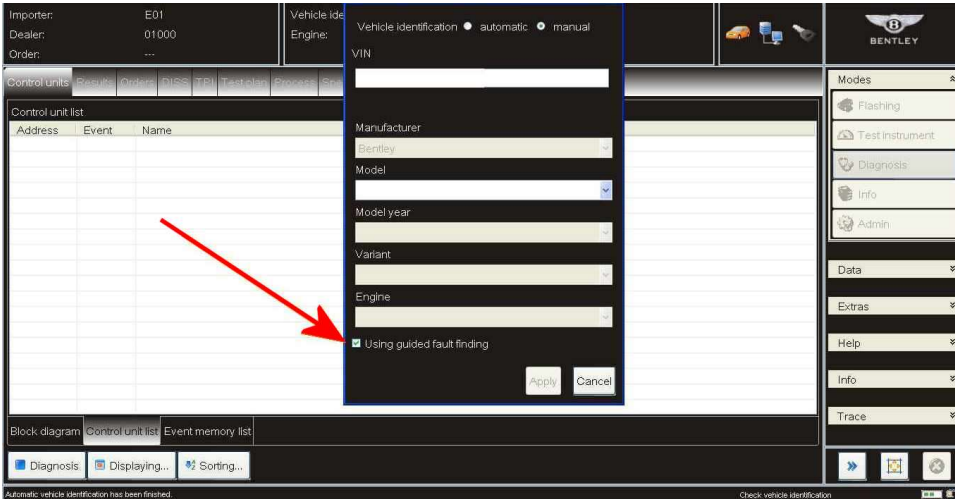 Importer: E01
Dealer: 01000
Order: ---
Vehicle ide
Engine:
BENTLEY
Control units Results Orders DISS TPI Test plan Process Spe
Control unit list
Address Event Name
Vehicle identification automatic manual
VIN
Manufacturer
Bentley
Model
Model year
Variant
Engine
Using guided fault finding
Apply Cancel
Modes
Flashing
Test instrument
Diagnosis
Info
Admin
Data
Extras
Help
Info
Trace
Block diagram Control unit list Event memory list
Diagnosis Displaying... Sorting...
Automatic vehicle identification has been finished. Check vehicle identification